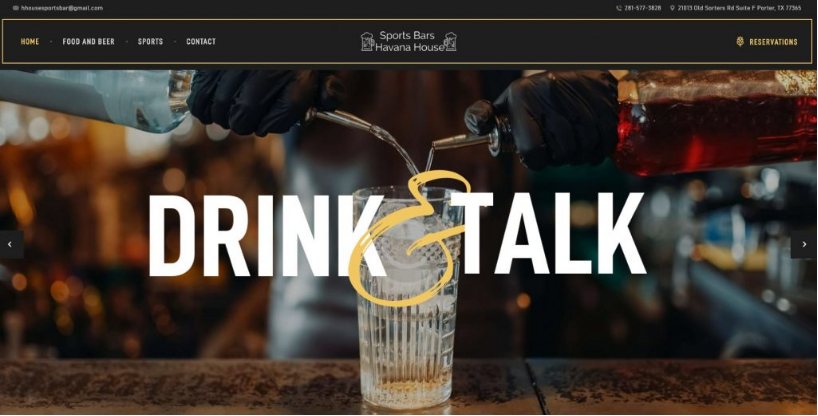 hhousesportsbar@gmail.com
281-577-3828
21013 Old Sorters Rd Suite F Porter, TX 77365
HOME
FOOD AND BEER
SPORTS
CONTACT
Sports Bars
Havana House
RESERVATIONS
DRINK & TALK